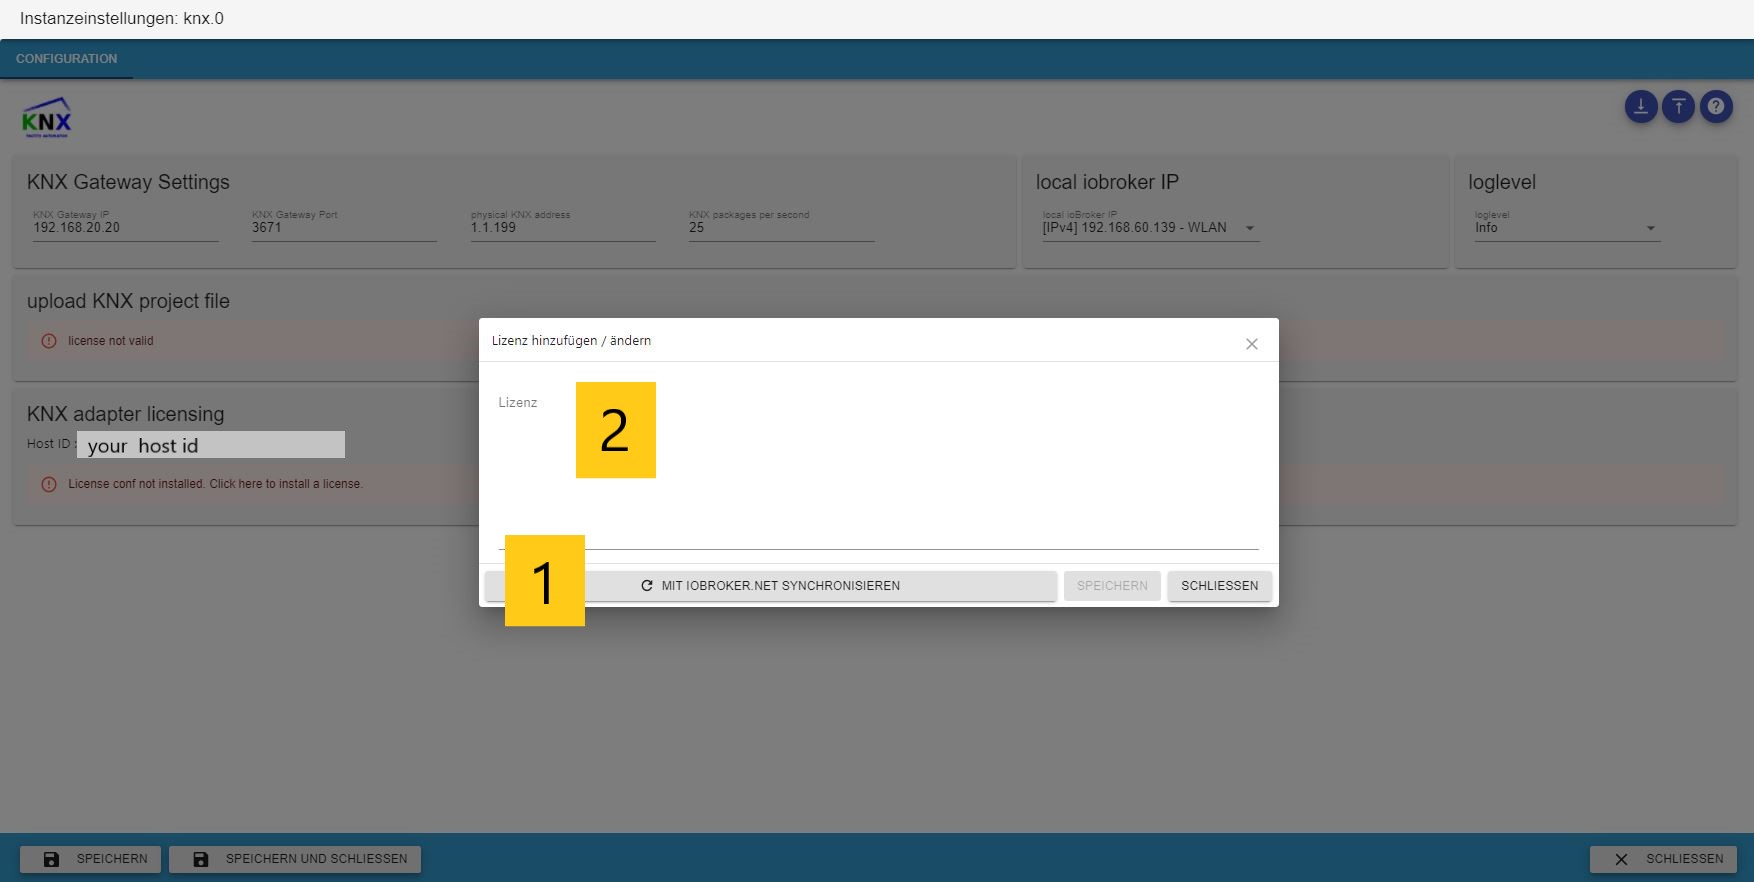 Instanzeinstellungen: knx.0
CONFIGURATION
KNX
KNX Gateway Settings
local iobroker IP
loglevel
KNX Gateway IP
KNX Gateway Port
physical KNX address
KNX packages per second
local ioBroker IP
loglevel
192.168.20.20
3671
1.1.199
25
[IPv4] 192.168.60.139 - WLAN
Info
upload KNX project file
license not valid
Lizenz hinzufügen / ändern
Lizenz
2
KNX adapter licensing
Host ID :
your host id
License conf not installed. Click here to install a license.
1
MIT IOBROKER.NET SYNCHRONISIEREN
SPEICHERN
SCHLIESSEN
SPEICHERN
SPEICHERN UND SCHLIESSEN
SCHLIESSEN